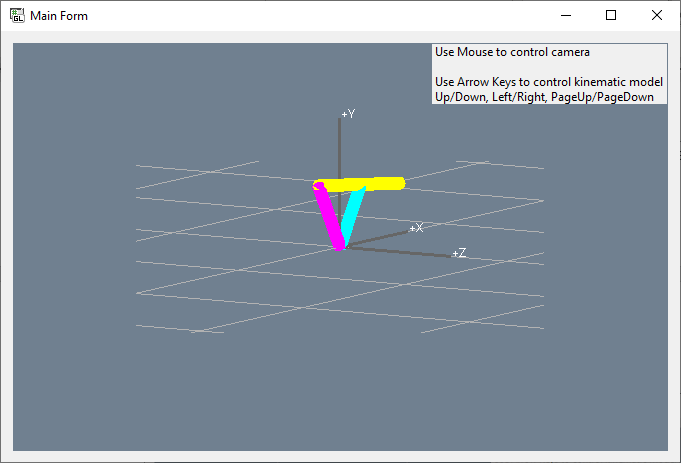 GL
Main Form
Use Mouse to control camera
Use Arrow Keys to control kinematic model
Up/Down, Left/Right, PageUp/PageDown
+Y
+X
+Z